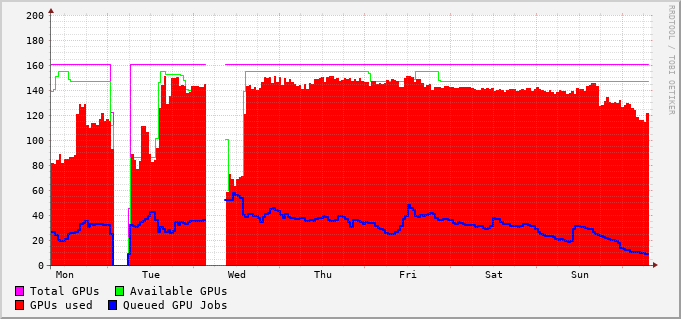 200
180
160
140
120
100
80
60
40
20
0
Mon Tue Wed Thu Fri Sat Sun
Total GPUs Available GPUs
GPUs used Queued GPU Jobs
RRDTOOL / TOBI OETIKER